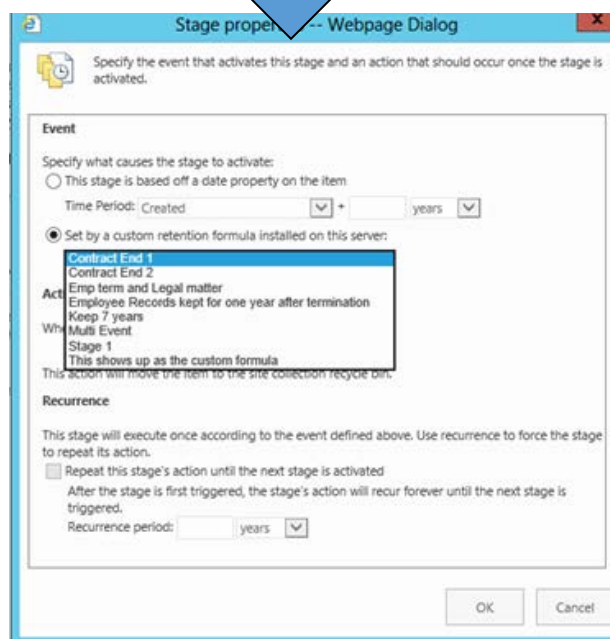 Stage proper -- Webpage Dialog
Specify the event that activates this stage and an action that should occur once the stage is
activated.
Event
Specify what causes the stage to activate:
This stage is based off a date property on the item
Time Period: Created + years
Set by a custom retention formula installed on this server:
Contract End 1
Contract End 2
Emp term and Legal matter
Employee Records kept for one year after termination
Keep 7 years
Multi Event
Stage 1
This shows up as the custom formula
Act
Wh
This action will move the item to the site collection recycle bin.
Recurrence
This stage will execute once according to the event defined above. Use recurrence to force the stage
to repeat its action.
Repeat this stage's action until the next stage is activated
After the stage is first triggered, the stage's action will recur forever until the next stage is
triggered.
Recurrence period: years
OK Cancel